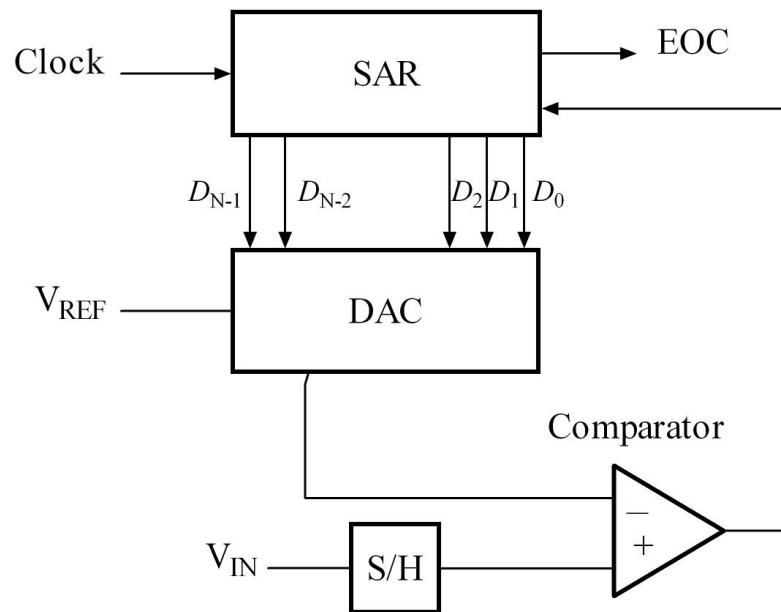 EOC
Clock
SAR
D_N-1 D_N-2 D_2 D_1 D_0
V_REF
DAC
Comparator
−
+
V_IN
S/H